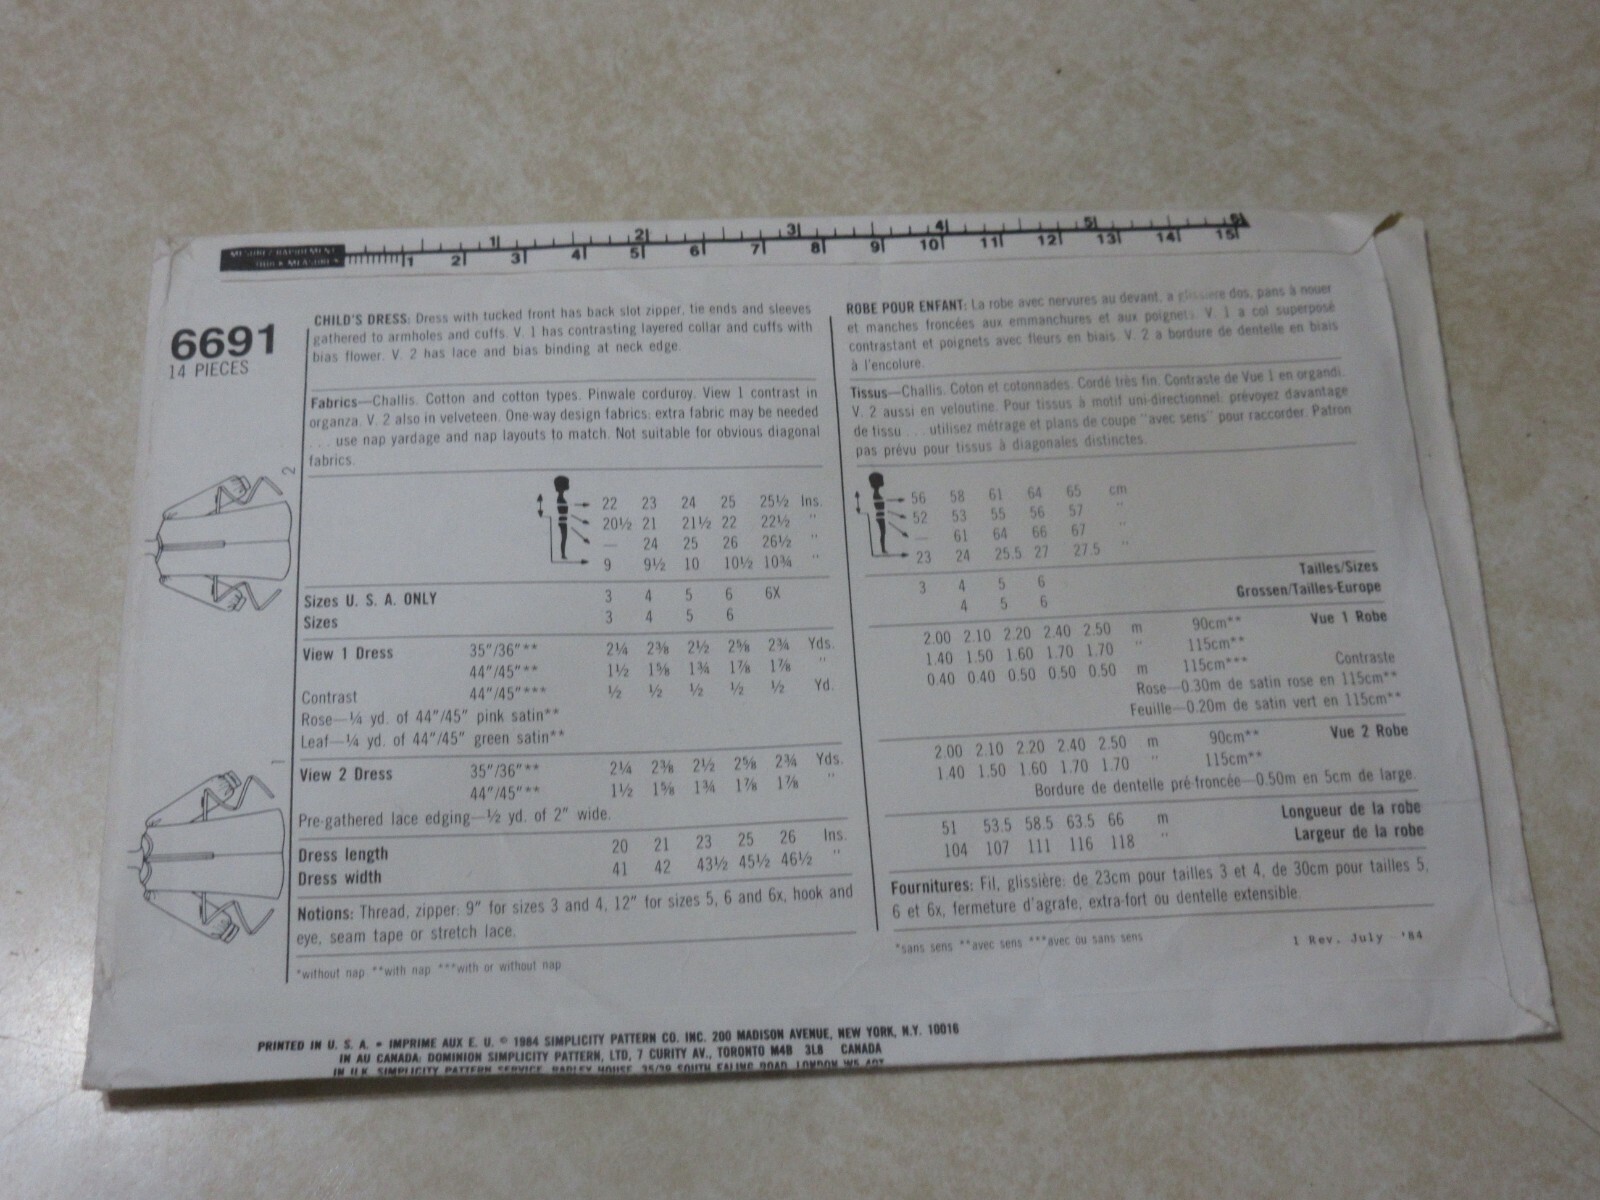 MESUREZ RAPIDEMENT
QUICK MEASURES
1 2 3 4 5
1 2 3 4 5 6 7 8 9 10 11 12 13 14 15
6691
14 PIECES
2
1
CHILD'S DRESS: Dress with tucked front has back slot zipper, tie ends and sleeves
gathered to armholes and cuffs. V. 1 has contrasting layered collar and cuffs with
bias flower. V. 2 has lace and bias binding at neck edge.
Fabrics—Challis. Cotton and cotton types. Pinwale corduroy. View 1 contrast in
organza. V. 2 also in velveteen. One-way design fabrics: extra fabric may be needed
. . . use nap yardage and nap layouts to match. Not suitable for obvious diagonal
fabrics.
22 23 24 25 25½ Ins.
20½ 21 21½ 22 22½ "
— 24 25 26 26½ "
9 9½ 10 10½ 10¾ "
Sizes U. S. A. ONLY 3 4 5 6 6X
Sizes 3 4 5 6
View 1 Dress 35"/36"** 2¼ 2⅜ 2½ 2⅝ 2¾ Yds.
44"/45"** 1½ 1⅝ 1¾ 1⅞ 1⅞ "
Contrast 44"/45"*** ½ ½ ½ ½ ½ Yd.
Rose—¼ yd. of 44"/45" pink satin**
Leaf—¼ yd. of 44"/45" green satin**
View 2 Dress 35"/36"** 2¼ 2⅜ 2½ 2⅝ 2¾ Yds.
44"/45"** 1½ 1⅝ 1¾ 1⅞ 1⅞ "
Pre-gathered lace edging—½ yd. of 2" wide.
Dress length 20 21 23 25 26 Ins.
Dress width 41 42 43½ 45½ 46½ "
Notions: Thread, zipper: 9" for sizes 3 and 4, 12" for sizes 5, 6 and 6x, hook and
eye, seam tape or stretch lace.
*without nap **with nap ***with or without nap
ROBE POUR ENFANT: La robe avec nervures au devant, a glissière dos, pans à nouer
et manches froncées aux emmanchures et aux poignets. V. 1 a col superposé
contrastant et poignets avec fleurs en biais. V. 2 a bordure de dentelle en biais
à l'encolure.
Tissus—Challis. Coton et cotonnades. Cordé très fin. Contraste de Vue 1 en organdi.
V. 2 aussi en veloutine. Pour tissus à motif uni-directionnel: prévoyez davantage
de tissu . . . utilisez métrage et plans de coupe "avec sens" pour raccorder. Patron
pas prévu pour tissus à diagonales distinctes.
56 58 61 64 65 cm
52 53 55 56 57 "
— 61 64 66 67 "
23 24 25.5 27 27.5 "
3 4 5 6 Tailles/Sizes
4 5 6 Grossen/Tailles-Europe
2.00 2.10 2.20 2.40 2.50 m 90cm** Vue 1 Robe
1.40 1.50 1.60 1.70 1.70 " 115cm**
0.40 0.40 0.50 0.50 0.50 m 115cm*** Contraste
Rose—0.30m de satin rose en 115cm**
Feuille—0.20m de satin vert en 115cm**
2.00 2.10 2.20 2.40 2.50 m 90cm** Vue 2 Robe
1.40 1.50 1.60 1.70 1.70 " 115cm**
Bordure de dentelle pré-froncée—0.50m en 5cm de large.
51 53.5 58.5 63.5 66 m Longueur de la robe
104 107 111 116 118 " Largeur de la robe
Fournitures: Fil, glissière: de 23cm pour tailles 3 et 4, de 30cm pour tailles 5,
6 et 6x, fermeture d'agrafe, extra-fort ou dentelle extensible.
*sans sens **avec sens ***avec ou sans sens
1 Rev. July '84
PRINTED IN U. S. A. • IMPRIME AUX E. U. © 1984 SIMPLICITY PATTERN CO. INC. 200 MADISON AVENUE, NEW YORK, N.Y. 10016
IN AU CANADA: DOMINION SIMPLICITY PATTERN, LTD, 7 CURITY AV., TORONTO M4B 3L8 CANADA
IN U.K. SIMPLICITY PATTERN SERVICE, HADLEY HOUSE, 25/29 SOUTH EALING ROAD, LONDON W5